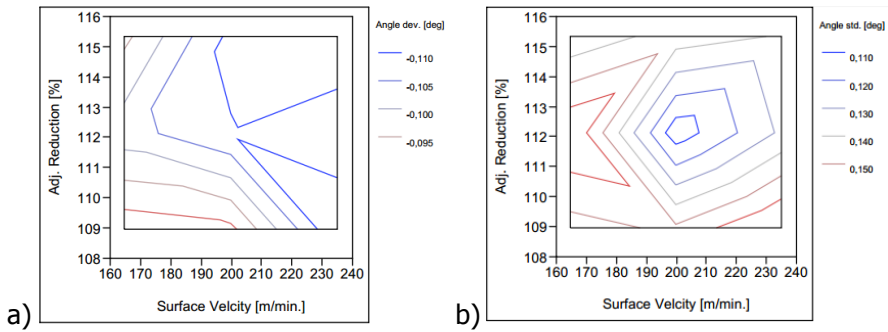 a)
Angle dev. [deg]
-0,110
-0,105
-0,100
-0,095
Adj. Reduction [%]
116
115
114
113
112
111
110
109
108
160 170 180 190 200 210 220 230 240
Surface Velcity [m/min.]
b)
Angle std. [deg]
0,110
0,120
0,130
0,140
0,150
Adj. Reduction [%]
116
115
114
113
112
111
110
109
108
160 170 180 190 200 210 220 230 240
Surface Velcity [m/min.]